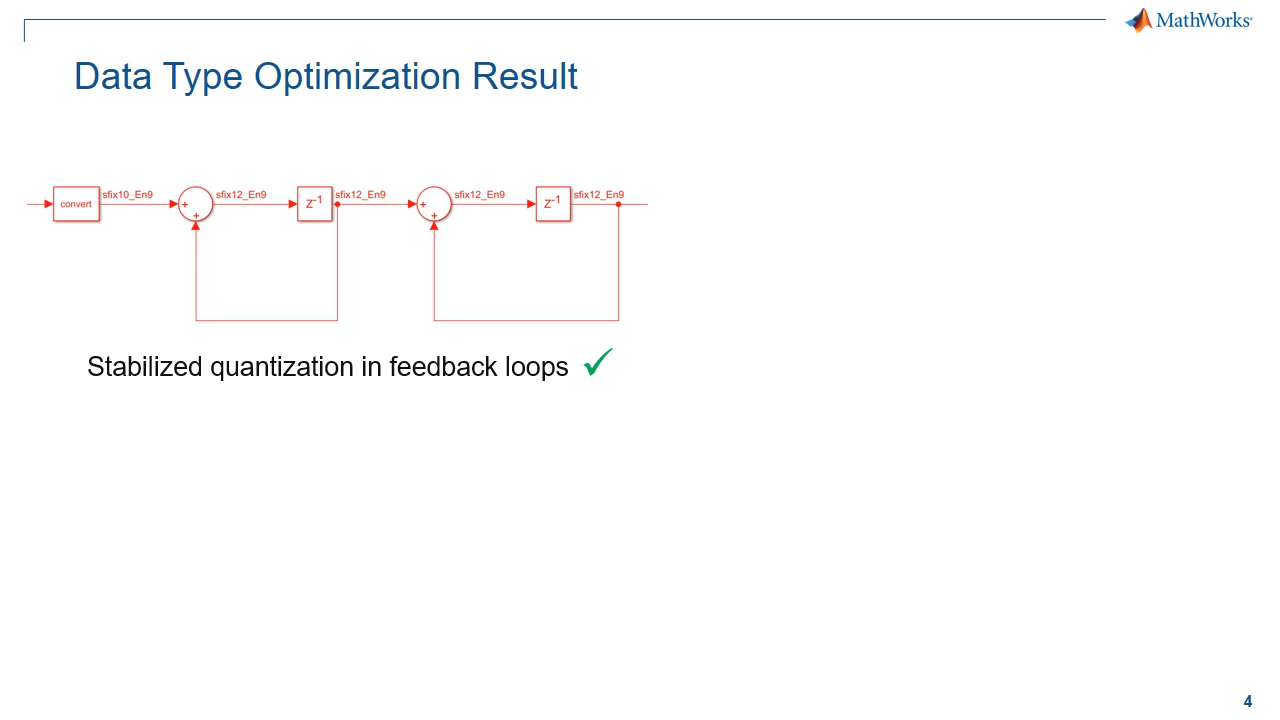 MathWorks®
Data Type Optimization Result
convert sfix10_En9 + + sfix12_En9 z-1 sfix12_En9 + + sfix12_En9 z-1 sfix12_En9
Stabilized quantization in feedback loops ✓
4